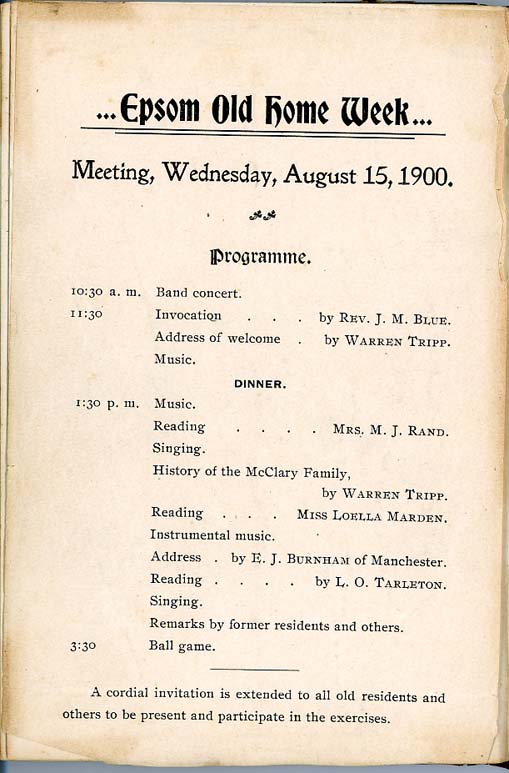 ...Epsom Old Home Week...
Meeting, Wednesday, August 15, 1900.
Programme.
10:30 a. m. Band concert.
11:30 Invocation . . . by REV. J. M. BLUE.
Address of welcome . by WARREN TRIPP.
Music.
DINNER.
1:30 p. m. Music.
Reading . . . . MRS. M. J. RAND.
Singing.
History of the McClary Family,
by WARREN TRIPP.
Reading . . . MISS LOELLA MARDEN.
Instrumental music.
Address . by E. J. BURNHAM of Manchester.
Reading . . . . by L. O. TARLETON.
Singing.
Remarks by former residents and others.
3:30 Ball game.
A cordial invitation is extended to all old residents and
others to be present and participate in the exercises.